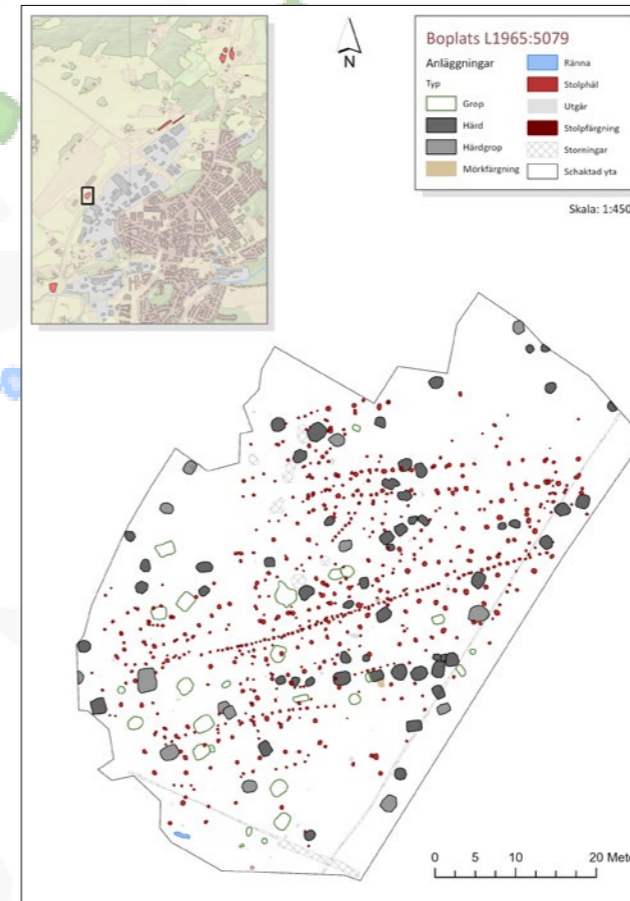 N
Boplats L1965:5079
Anläggningar
Typ
Grop
Härd
Härdgrop
Mörkfärgning
Ränna
Stolphål
Utgår
Stolpfärgning
Storningar
Schaktad yta
Skala: 1:450
0 5 10 20 Mete